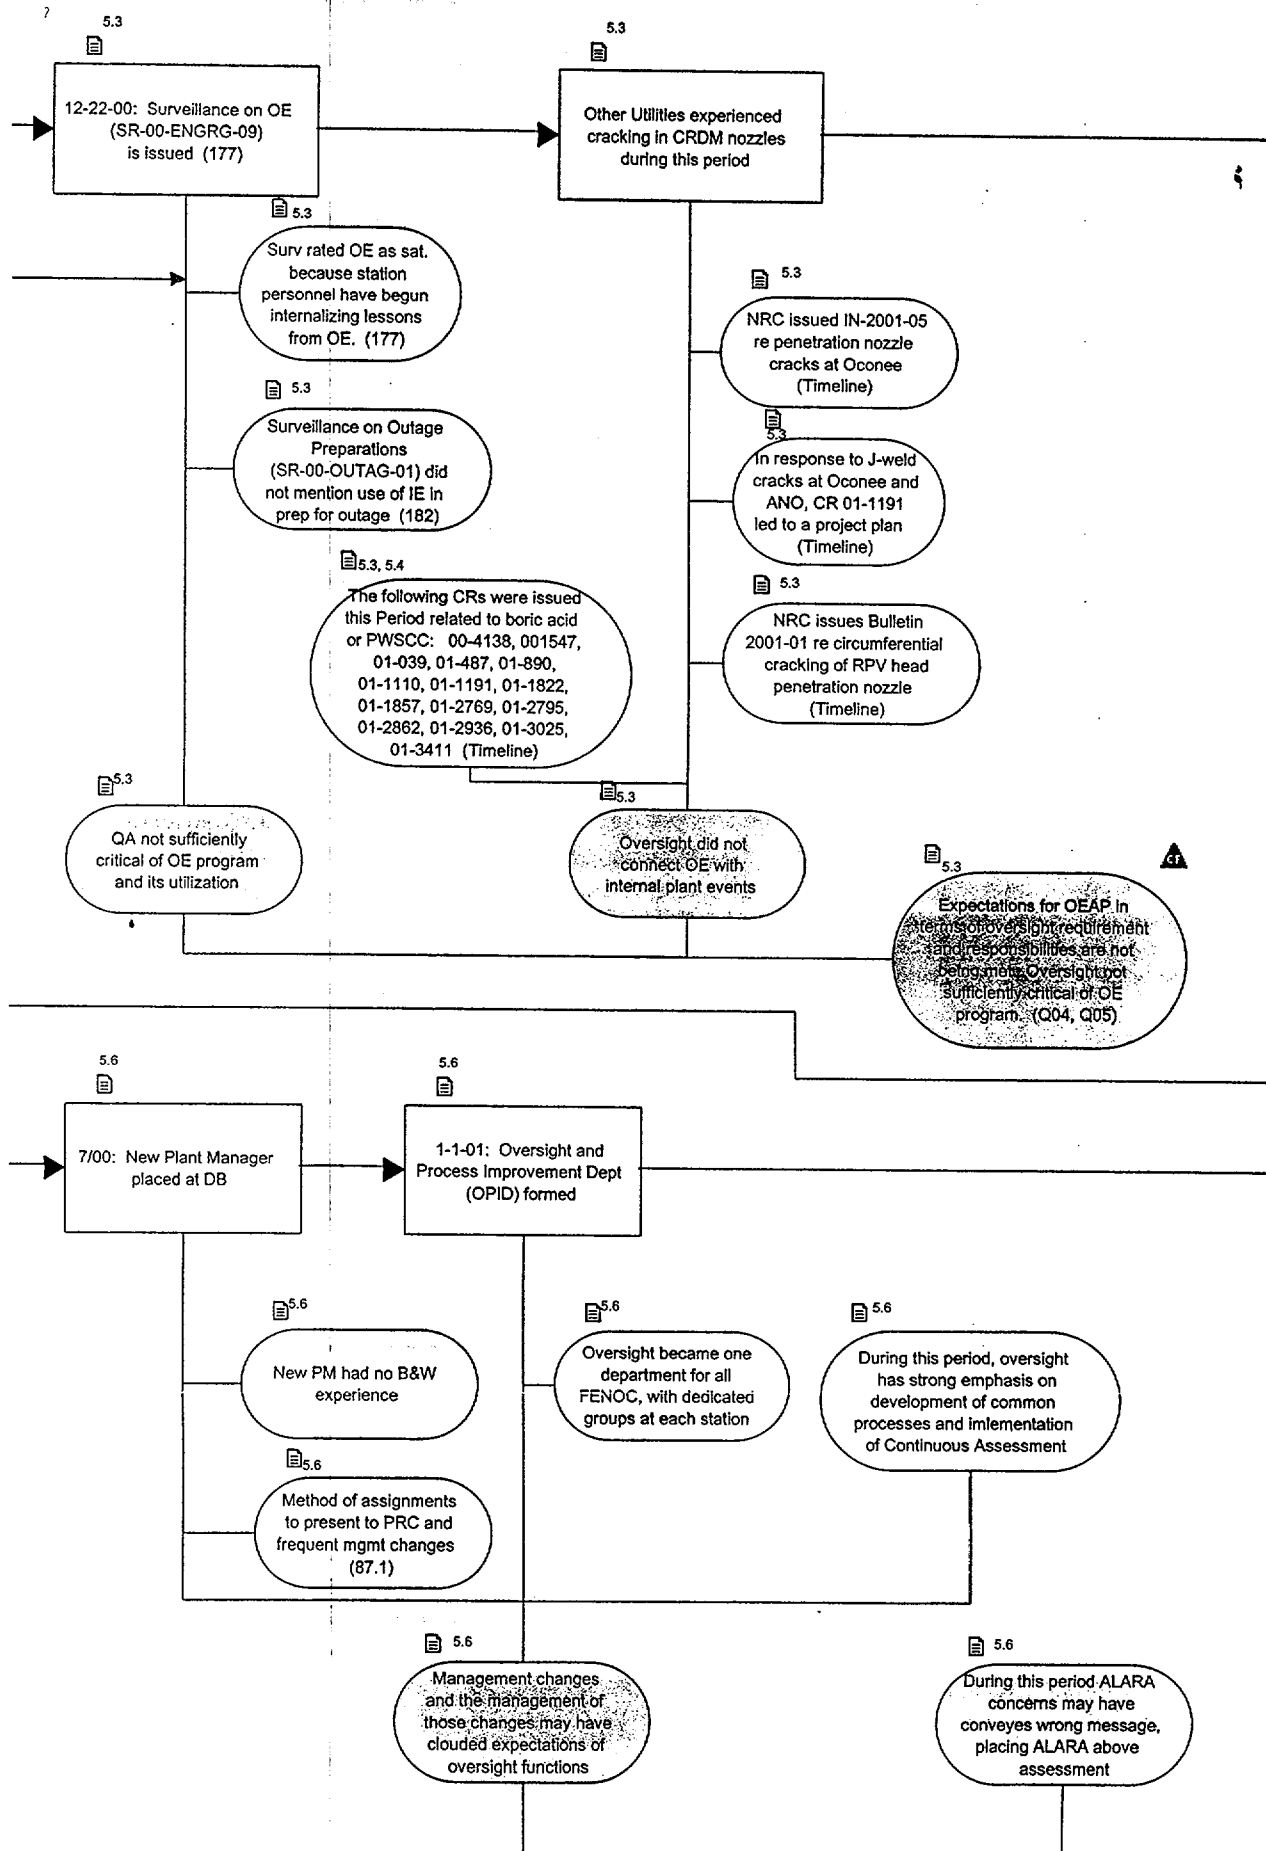 ?
5.3
12-22-00: Surveillance on OE
(SR-00-ENGRG-09)
is issued (177)
5.3
Other Utilities experienced
cracking in CRDM nozzles
during this period
5.3
Surv rated OE as sat.
because station
personnel have begun
internalizing lessons
from OE. (177)
5.3
NRC issued IN-2001-05
re penetration nozzle
cracks at Oconee
(Timeline)
5.3
Surveillance on Outage
Preparations
(SR-00-OUTAG-01) did
not mention use of IE in
prep for outage (182)
5.3
In response to J-weld
cracks at Oconee and
ANO, CR 01-1191
led to a project plan
(Timeline)
5.3, 5.4
The following CRs were issued
this Period related to boric acid
or PWSCC: 00-4138, 001547,
01-039, 01-487, 01-890,
01-1110, 01-1191, 01-1822,
01-1857, 01-2769, 01-2795,
01-2862, 01-2936, 01-3025,
01-3411 (Timeline)
5.3
NRC issues Bulletin
2001-01 re circumferential
cracking of RPV head
penetration nozzle
(Timeline)
5.3
QA not sufficiently
critical of OE program
and its utilization
5.3
Oversight did not
connect OE with
internal plant events
5.3
CF
Expectations for OEAP in
terms of oversight requirement
and responsibilities are not
being met. Oversight not
sufficiently critical of OE
program. (Q04, Q05)
5.6
7/00: New Plant Manager
placed at DB
5.6
1-1-01: Oversight and
Process Improvement Dept
(OPID) formed
5.6
New PM had no B&W
experience
5.6
Oversight became one
department for all
FENOC, with dedicated
groups at each station
5.6
During this period, oversight
has strong emphasis on
development of common
processes and imlementation
of Continuous Assessment
5.6
Method of assignments
to present to PRC and
frequent mgmt changes
(87.1)
5.6
Management changes
and the management of
those changes may have
clouded expectations of
oversight functions
5.6
During this period ALARA
concerns may have
conveyes wrong message,
placing ALARA above
assessment